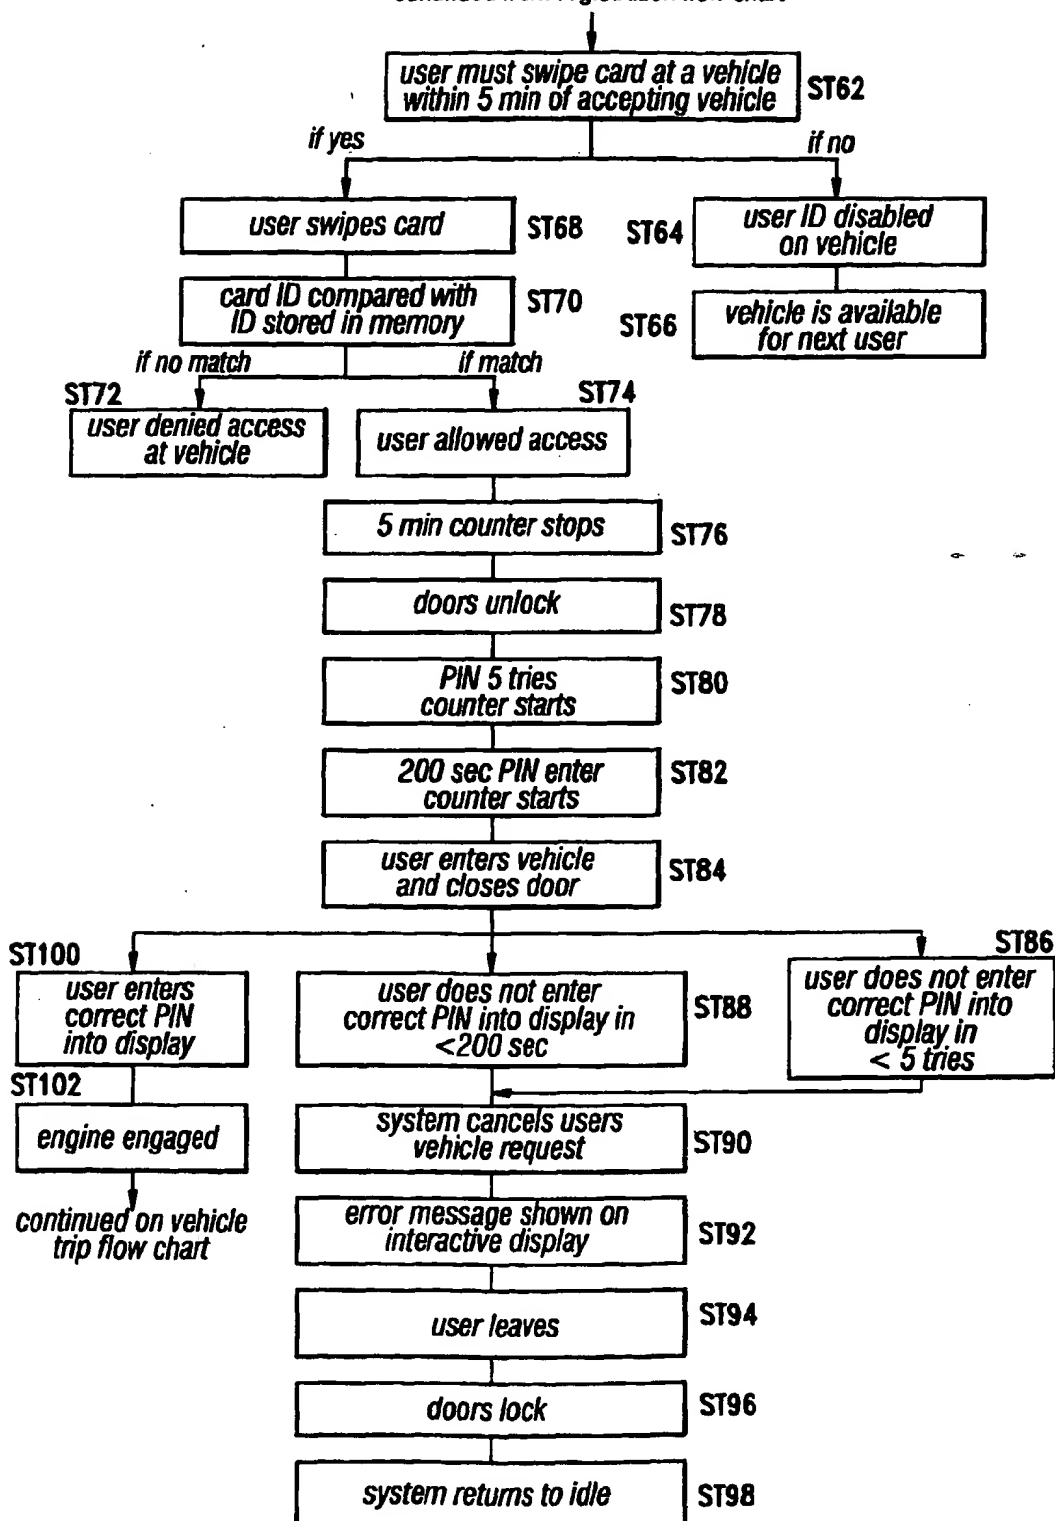 user must swipe card at a vehicle
within 5 min of accepting vehicle
ST62
if yes
if no
user swipes card
ST68
ST64
user ID disabled
on vehicle
card ID compared with
ID stored in memory
ST70
ST66
vehicle is available
for next user
if no match
if match
ST72
user denied access
at vehicle
ST74
user allowed access
5 min counter stops
ST76
doors unlock
ST78
PIN 5 tries
counter starts
ST80
200 sec PIN enter
counter starts
ST82
user enters vehicle
and closes door
ST84
ST100
user enters
correct PIN
into display
user does not enter
correct PIN into display in
<200 sec
ST88
ST86
user does not enter
correct PIN into
display in
< 5 tries
ST102
engine engaged
continued on vehicle
trip flow chart
system cancels users
vehicle request
ST90
error message shown on
interactive display
ST92
user leaves
ST94
doors lock
ST96
system returns to idle
ST98